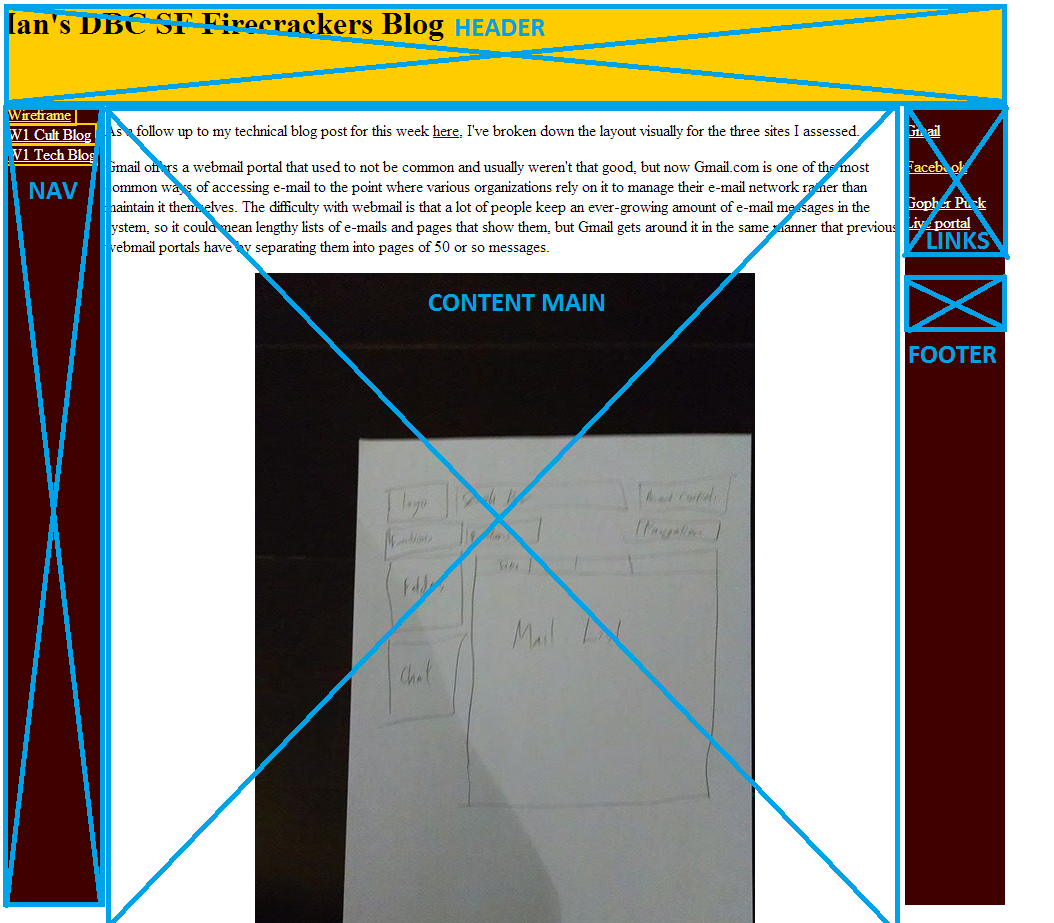 Ian's DBC SF Firecrackers Blog HEADER
Wireframe
W1 Cult Blog
W1 Tech Blog
NAV
As a follow up to my technical blog post for this week here, I've broken down the layout visually for the three sites I assessed.
Gmail offers a webmail portal that used to not be common and usually weren't that good, but now Gmail.com is one of the most
common ways of accessing e-mail to the point where various organizations rely on it to manage their e-mail network rather than
maintain it themselves. The difficulty with webmail is that a lot of people keep an ever-growing amount of e-mail messages in the
system, so it could mean lengthy lists of e-mails and pages that show them, but Gmail gets around it in the same manner that previous
webmail portals have by separating them into pages of 50 or so messages.
CONTENT MAIN
logo
Folders
Chat
Mail List
Navigation
Gmail
Facebook
Gopher Puck
Live portal
LINKS
FOOTER